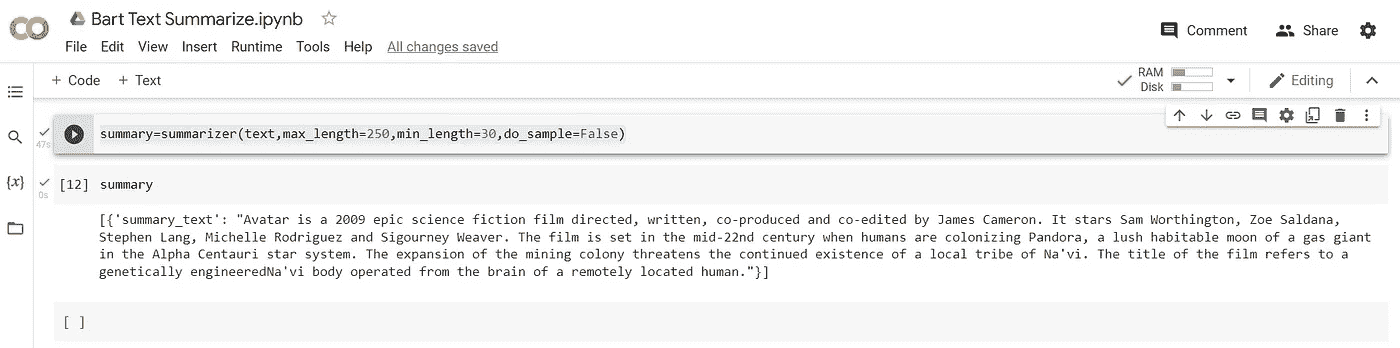 Bart Text Summarize.ipynb
File Edit View Insert Runtime Tools Help All changes saved
Comment Share
+ Code + Text
RAM
Disk
Editing
summary=summarizer(text,max_length=250,min_length=30,do_sample=False)
47s
{x}
[12] summary
0s
[{'summary_text': "Avatar is a 2009 epic science fiction film directed, written, co-produced and co-edited by James Cameron. It stars Sam Worthington, Zoe Saldana,
Stephen Lang, Michelle Rodriguez and Sigourney Weaver. The film is set in the mid-22nd century when humans are colonizing Pandora, a lush habitable moon of a gas giant
in the Alpha Centauri star system. The expansion of the mining colony threatens the continued existence of a local tribe of Na'vi. The title of the film refers to a
genetically engineeredNa'vi body operated from the brain of a remotely located human."}]
[ ]